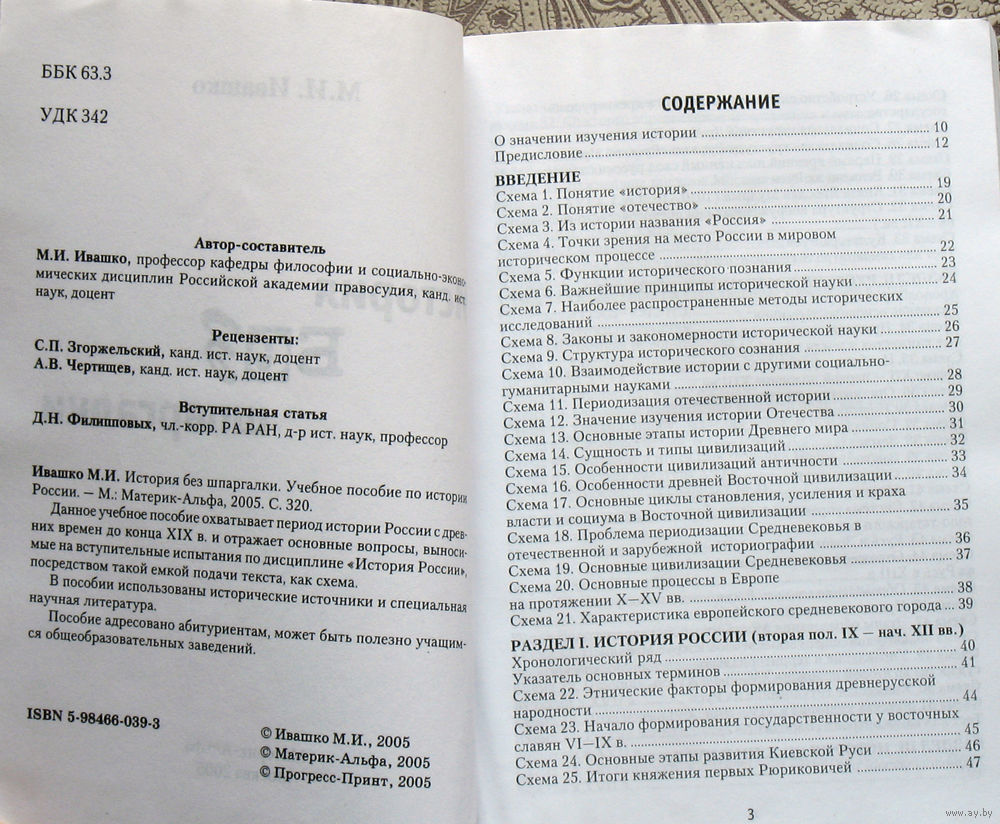 ББК 63.3
УДК 342
Автор-составитель
М.И. Ивашко, профессор кафедры философии и социально-эконо-
мических дисциплин Российской академии правосудия, канд. ист.
наук, доцент
Рецензенты:
С.П. Згоржельский, канд. ист. наук, доцент
А.В. Чертищев, канд. ист. наук, доцент
Вступительная статья
Д.Н. Филипповых, чл.-корр. РА РАН, д-р ист. наук, профессор
Ивашко М.И. История без шпаргалки. Учебное пособие по истории
России. — М.: Материк-Альфа, 2005. С. 320.
Данное учебное пособие охватывает период истории России с древ-
них времен до конца XIX в. и отражает основные вопросы, выноси-
мые на вступительные испытания по дисциплине «История России»,
посредством такой емкой подачи текста, как схема.
В пособии использованы исторические источники и специальная
научная литература.
Пособие адресовано абитуриентам, может быть полезно учащим-
ся общеобразовательных заведений.
ISBN 5-98466-039-3
© Ивашко М.И., 2005
© Материк-Альфа, 2005
© Прогресс-Принт, 2005
СОДЕРЖАНИЕ
О значении изучения истории ..... 10
Предисловие ..... 12
ВВЕДЕНИЕ
Схема 1. Понятие «история» ..... 19
Схема 2. Понятие «отечество» ..... 20
Схема 3. Из истории названия «Россия» ..... 21
Схема 4. Точки зрения на место России в мировом
историческом процессе ..... 22
Схема 5. Функции исторического познания ..... 23
Схема 6. Важнейшие принципы исторической науки ..... 24
Схема 7. Наиболее распространенные методы исторических
исследований ..... 25
Схема 8. Законы и закономерности исторической науки ..... 26
Схема 9. Структура исторического сознания ..... 27
Схема 10. Взаимодействие истории с другими социально-
гуманитарными науками ..... 28
Схема 11. Периодизация отечественной истории ..... 29
Схема 12. Значение изучения истории Отечества ..... 30
Схема 13. Основные этапы истории Древнего мира ..... 31
Схема 14. Сущность и типы цивилизаций ..... 32
Схема 15. Особенности цивилизаций античности ..... 33
Схема 16. Особенности древней Восточной цивилизации ..... 34
Схема 17. Основные циклы становления, усиления и краха
власти и социума в Восточной цивилизации ..... 35
Схема 18. Проблема периодизации Средневековья в
отечественной и зарубежной историографии ..... 36
Схема 19. Основные цивилизации Средневековья ..... 37
Схема 20. Основные процессы в Европе
на протяжении X—XV вв. ..... 38
Схема 21. Характеристика европейского средневекового города .. 39
РАЗДЕЛ I. ИСТОРИЯ РОССИИ (вторая пол. IX — нач. XII вв.)
Хронологический ряд ..... 40
Указатель основных терминов ..... 41
Схема 22. Этнические факторы формирования древнерусской
народности ..... 44
Схема 23. Начало формирования государственности у восточных
славян VI—IX в. ..... 45
Схема 24. Основные этапы развития Киевской Руси ..... 46
Схема 25. Итоги княжения первых Рюриковичей ..... 47
3
www.ay.by